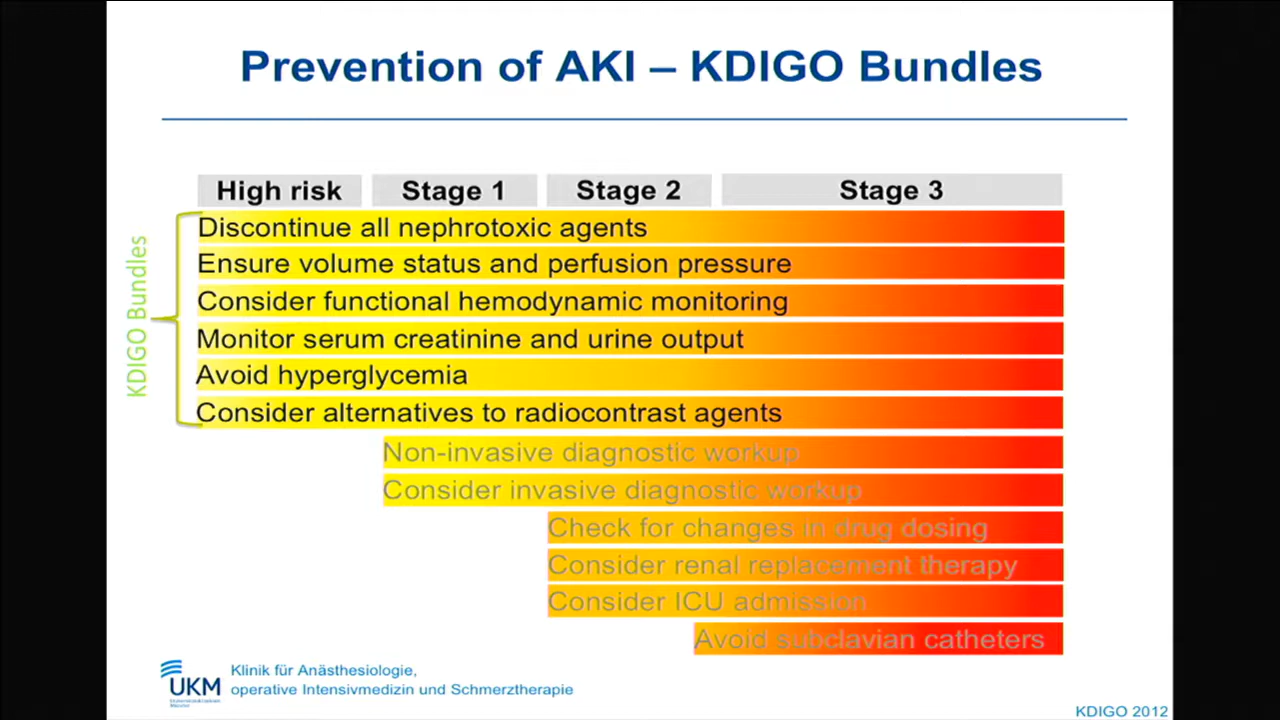 Prevention of AKI – KDIGO Bundles
High risk
Stage 1
Stage 2
Stage 3
KDIGO Bundles
Discontinue all nephrotoxic agents
Ensure volume status and perfusion pressure
Consider functional hemodynamic monitoring
Monitor serum creatinine and urine output
Avoid hyperglycemia
Consider alternatives to radiocontrast agents
Non-invasive diagnostic workup
Consider invasive diagnostic workup
Check for changes in drug dosing
Consider renal replacement therapy
Consider ICU admission
Avoid subclavian catheters
UKM
Klinik für Anästhesiologie,
operative Intensivmedizin und Schmerztherapie
KDIGO 2012